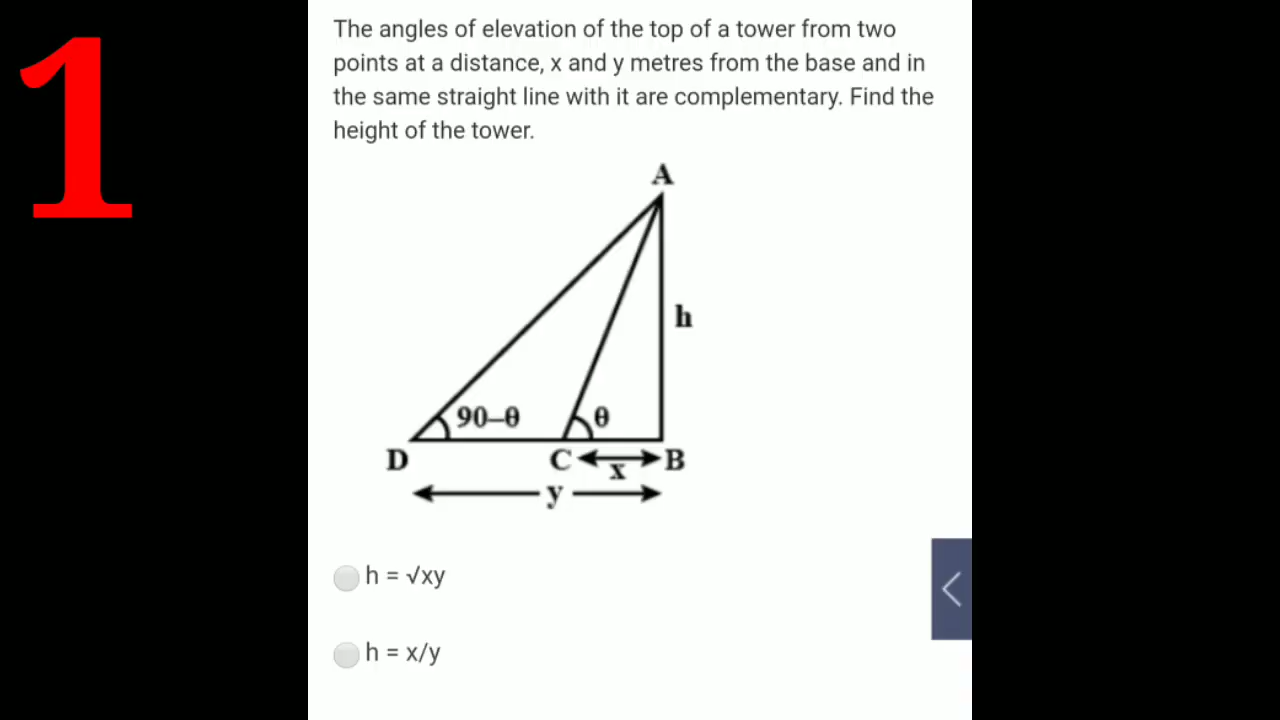 1
The angles of elevation of the top of a tower from two
points at a distance, x and y metres from the base and in
the same straight line with it are complementary. Find the
height of the tower.
A
h
90–θ θ
D C x B
y
h = √xy
h = x/y